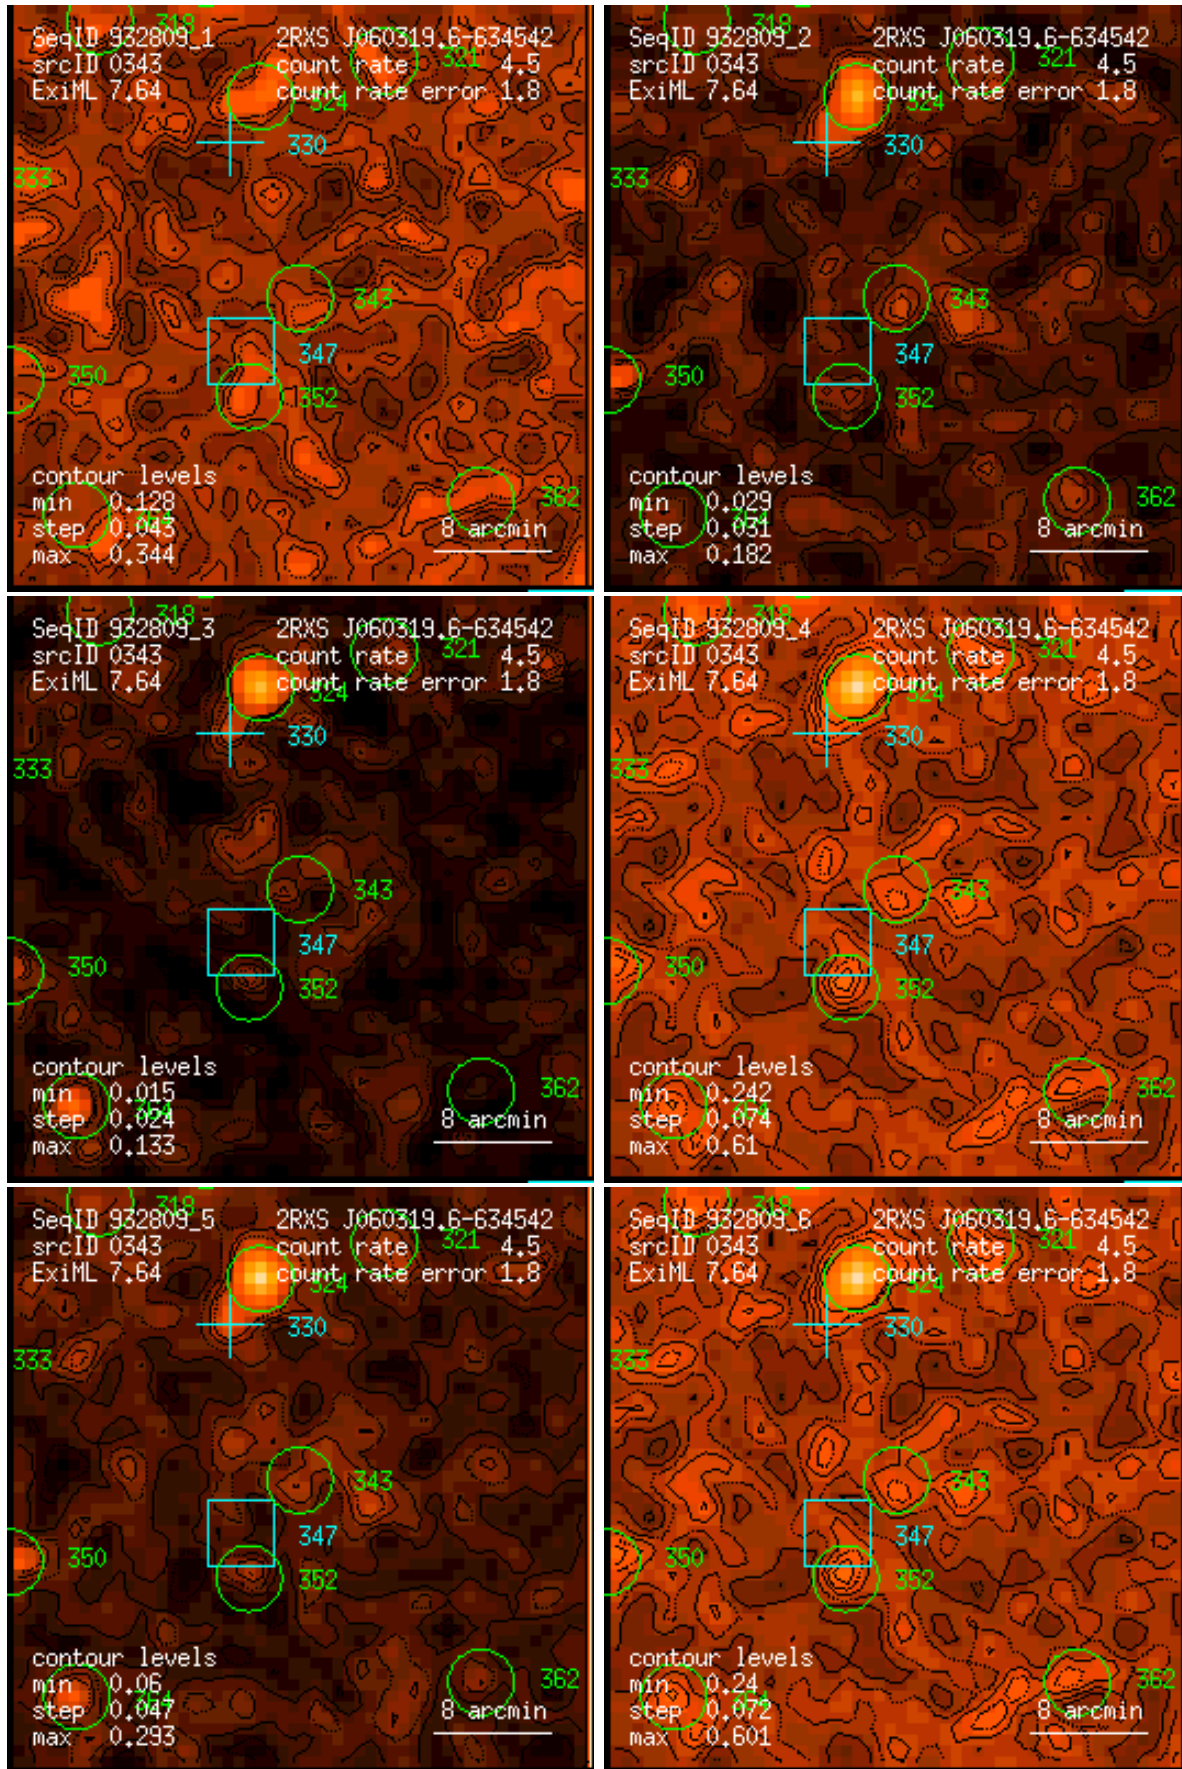 318
SeqID 932809_1 2RXS J060319.6-634542
srcID 0343 count rate 321 4.5
ExiML 7.64 count rate error 1.8
324
330
333
343
347
350
352
contour levels
min 0.128
step 0.043
max 0.344
362
8 arcmin
318
SeqID 932809_2 2RXS J060319.6-634542
srcID 0343 count rate 321 4.5
ExiML 7.64 count rate error 1.8
324
330
333
343
347
350
352
contour levels
min 0.029
step 0.031
max 0.182
362
8 arcmin
318
SeqID 932809_3 2RXS J060319.6-634542
srcID 0343 count rate 321 4.5
ExiML 7.64 count rate error 1.8
324
330
333
343
347
350
352
contour levels
min 0.015
step 0.024
max 0.133
364
362
8 arcmin
318
SeqID 932809_4 2RXS J060319.6-634542
srcID 0343 count rate 321 4.5
ExiML 7.64 count rate error 1.8
324
330
333
343
347
350
352
contour levels
min 0.242
step 0.074
max 0.61
362
8 arcmin
318
SeqID 932809_5 2RXS J060319.6-634542
srcID 0343 count rate 321 4.5
ExiML 7.64 count rate error 1.8
324
330
333
343
347
350
352
contour levels
min 0.06
step 0.047
max 0.293
364
362
8 arcmin
318
SeqID 932809_6 2RXS J060319.6-634542
srcID 0343 count rate 321 4.5
ExiML 7.64 count rate error 1.8
324
330
333
343
347
350
352
contour levels
min 0.24
step 0.072
max 0.601
362
8 arcmin